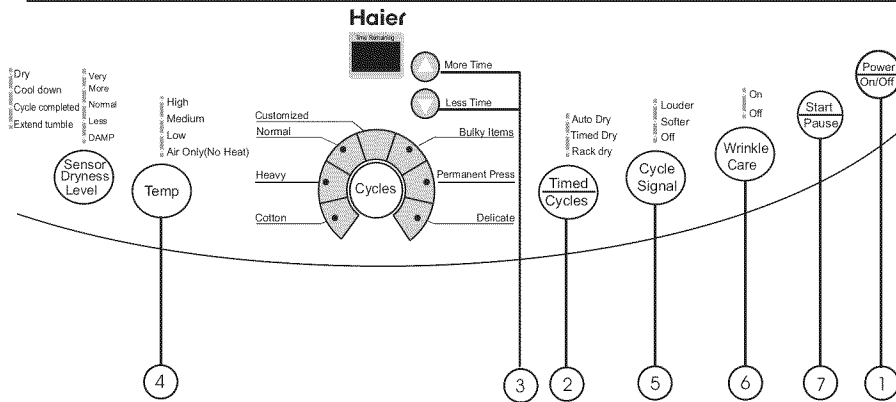 Haier
Time Remaining
More Time
Less Time
Dry
Cool down
Cycle completed
Extend tumble
Very
More
Normal
Less
DAMP
Sensor
Dryness
Level
High
Medium
Low
Air Only(No Heat)
Temp
Customized
Normal
Heavy
Cotton
Cycles
Bulky Items
Permanent Press
Delicate
Auto Dry
Timed Dry
Rack dry
Timed
Cycles
Louder
Softer
Off
Cycle
Signal
On
Off
Wrinkle
Care
Start
Pause
Power
On/Off
4
3
2
5
6
7
1